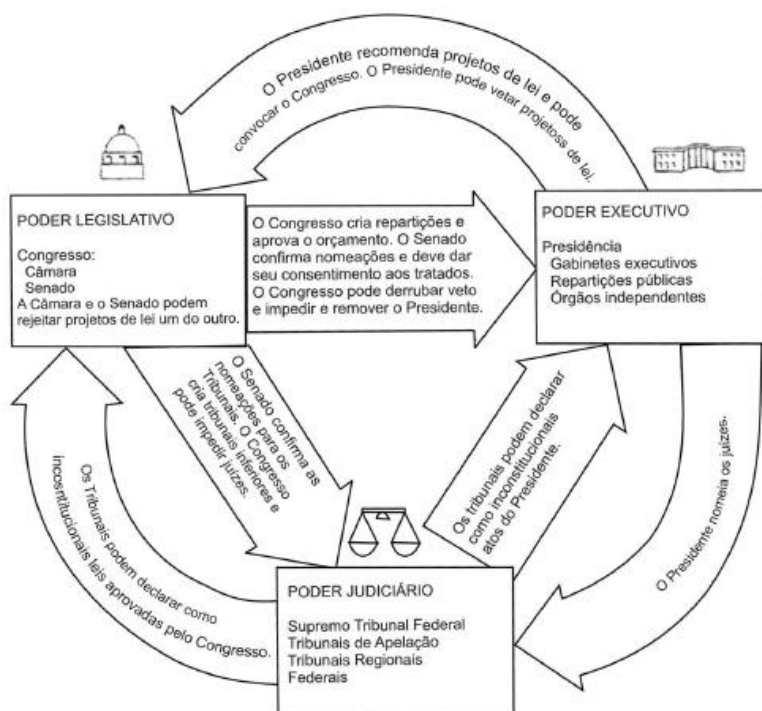 O Presidente recomenda projetos de lei e pode
convocar o Congresso. O Presidente pode vetar projetoss de lei.
PODER LEGISLATIVO
Congresso:
Câmara
Senado
A Câmara e o Senado podem
rejeitar projetos de lei um do outro.
O Congresso cria repartições e
aprova o orçamento. O Senado
confirma nomeações e deve dar
seu consentimento aos tratados.
O Congresso pode derrubar veto
e impedir e remover o Presidente.
PODER EXECUTIVO
Presidência
Gabinetes executivos
Repartições públicas
Órgãos independentes
O Senado confirma as
nomeações para os
Tribunais. O Congresso
cria tribunais inferiores e
pode impedir juízes.
Os tribunais podem declarar
como inconstitucionais
atos do Presidente.
O Presidente nomeia os juízes.
Os Tribunais podem declarar como
incosntitucionais leis aprovadas pelo Congresso.
PODER JUDICIÁRIO
Supremo Tribunal Federal
Tribunais de Apelação
Tribunais Regionais
Federais